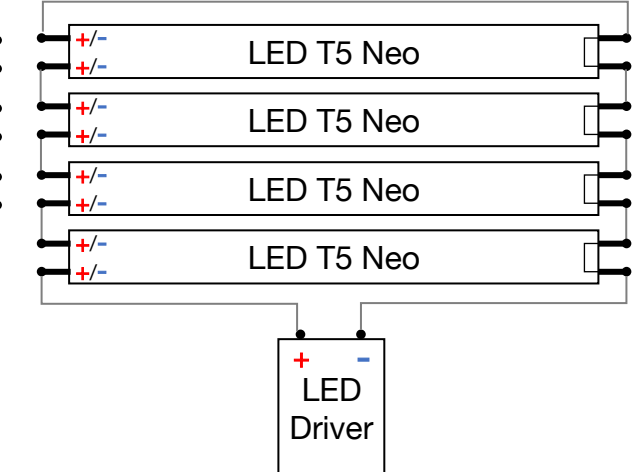 +/-
+/-
LED T5 Neo
+/-
+/-
LED T5 Neo
+/-
+/-
LED T5 Neo
+/-
+/-
LED T5 Neo
+ -
LED
Driver